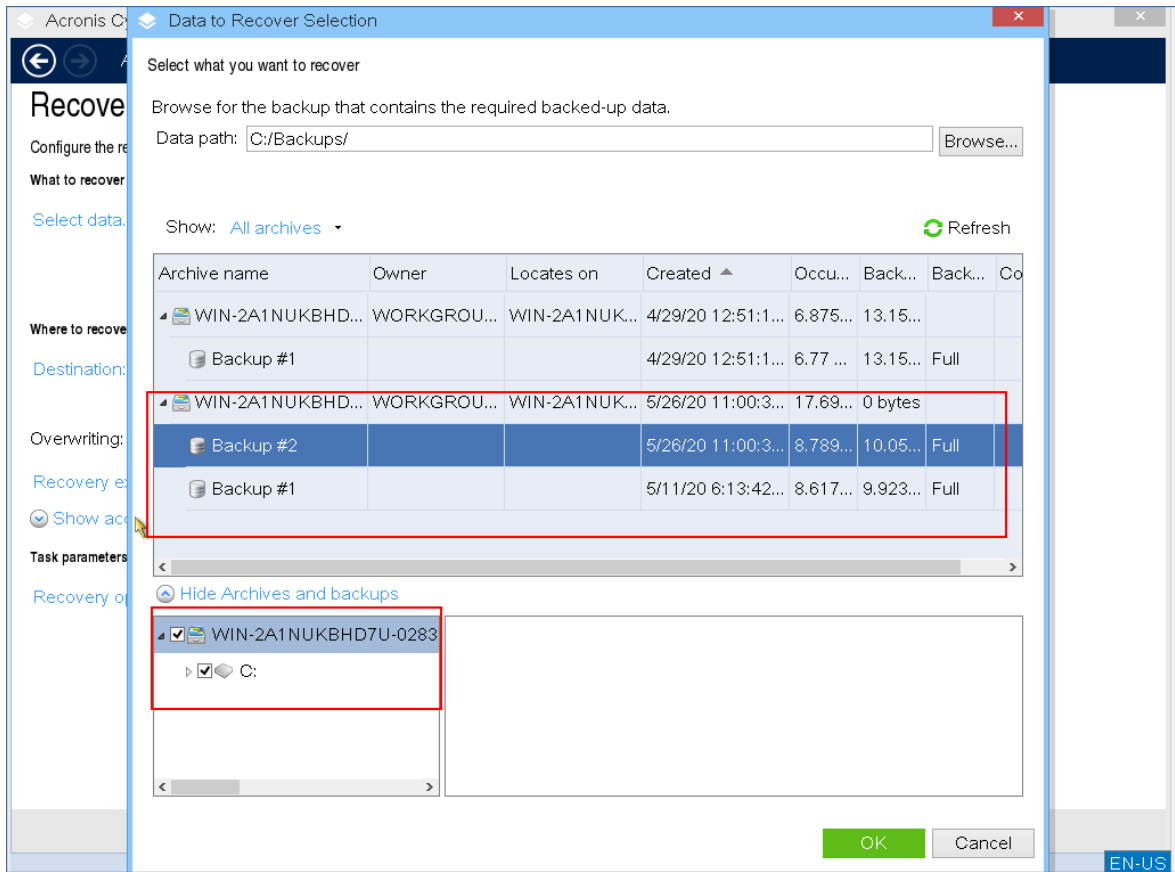 Acronis Cy
Data to Recover Selection
Select what you want to recover
Recove
Browse for the backup that contains the required backed-up data.
Data path: C:/Backups/ Browse...
Configure the re
What to recover
Select data.
Show: All archives Refresh
Archive name Owner Locates on Created Occu... Back... Back... Co
WIN-2A1NUKBHD... WORKGROU... WIN-2A1NUK... 4/29/20 12:51:1... 6.875... 13.15...
Where to recove
Backup #1 4/29/20 12:51:1... 6.77 ... 13.15... Full
Destination:
WIN-2A1NUKBHD... WORKGROU... WIN-2A1NUK... 5/26/20 11:00:3... 17.69... 0 bytes
Overwriting:
Backup #2 5/26/20 11:00:3... 8.789... 10.05... Full
Recovery ex
Backup #1 5/11/20 6:13:42... 8.617... 9.923... Full
Show acc
Task parameters
Hide Archives and backups
Recovery op
WIN-2A1NUKBHD7U-0283
C:
OK Cancel
EN-US